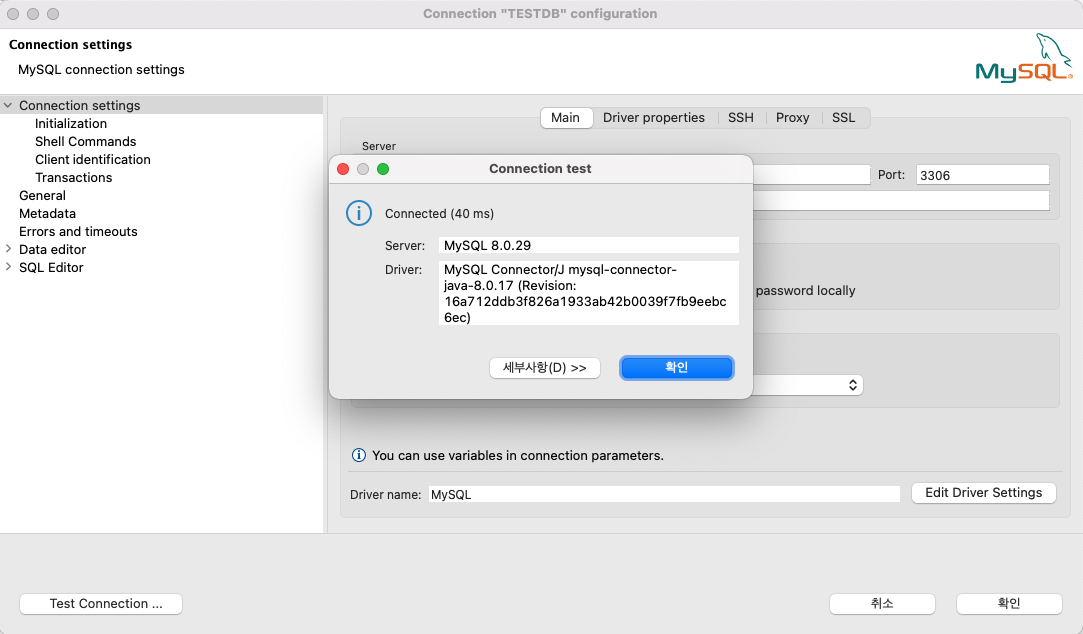 Connection "TESTDB" configuration
Connection settings
MySQL connection settings
MySQL®
Connection settings
Initialization
Shell Commands
Client identification
Transactions
General
Metadata
Errors and timeouts
Data editor
SQL Editor
Main
Driver properties
SSH
Proxy
SSL
Server
Port:
3306
password locally
Connection test
Connected (40 ms)
Server:
MySQL 8.0.29
Driver:
MySQL Connector/J mysql-connector-
java-8.0.17 (Revision:
16a712ddb3f826a1933ab42b0039f7fb9eebc
6ec)
세부사항(D) >>
확인
You can use variables in connection parameters.
Driver name:
MySQL
Edit Driver Settings
Test Connection ...
취소
확인